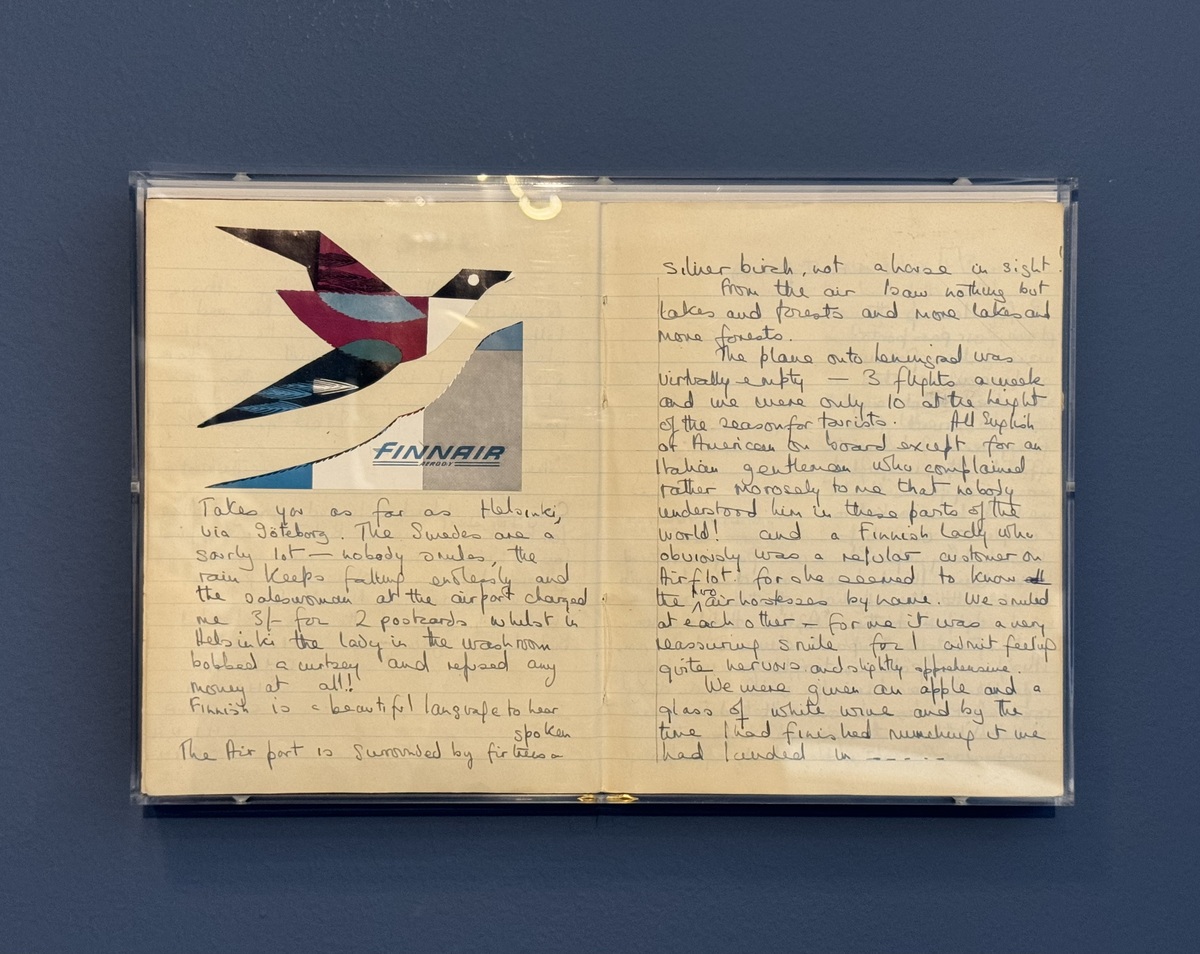 FINNAIR
AERO O/Y
Takes you as far as Helsinki,
via Göteborg. The Swedes are a
surly lot — nobody smiles, the
rain keeps falling endlessly and
the saleswoman at the airport charged
me 3/- for 2 postcards whilst in
Helsinki the lady in the washroom
bobbed a curtsey and refused any
money at all!
Finnish is a beautiful language to hear
spoken
The Air port is surrounded by fir trees &
silver birch, not a house in sight!
From the air I saw nothing but
lakes and forests and more lakes and
more forests.
The plane onto Leningrad was
virtually empty — 3 flights a week
and we were only 10 at the height
of the season for tourists. All English
or American on board except for an
Italian gentleman who complained
rather morosely to me that nobody
understood him in these parts of the
world! and a Finnish Lady who
obviously was a regular customer on
Airflot. for she seemed to know all
the two airhostesses by name. We smiled
at each other — for me it was a very
reassuring smile for I admit feeling
quite nervous and slightly apprehensive.
We were given an apple and a
glass of white wine and by the
time I had finished munching it we
had landed in ------